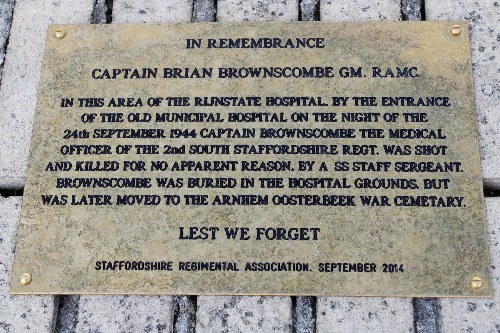 IN REMEMBRANCE
CAPTAIN BRIAN BROWNSCOMBE GM. RAMC.
IN THIS AREA OF THE RIJNSTATE HOSPITAL. BY THE ENTRANCE
OF THE OLD MUNICIPAL HOSPITAL ON THE NIGHT OF THE
24th SEPTEMBER 1944 CAPTAIN BROWNSCOMBE THE MEDICAL
OFFICER OF THE 2nd SOUTH STAFFORDSHIRE REGT. WAS SHOT
AND KILLED FOR NO APPARENT REASON. BY A SS STAFF SERGEANT.
BROWNSCOMBE WAS BURIED IN THE HOSPITAL GROUNDS. BUT
WAS LATER MOVED TO THE ARNHEM OOSTERBEEK WAR CEMETARY.
LEST WE FORGET
STAFFORDSHIRE REGIMENTAL ASSOCIATION. SEPTEMBER 2014